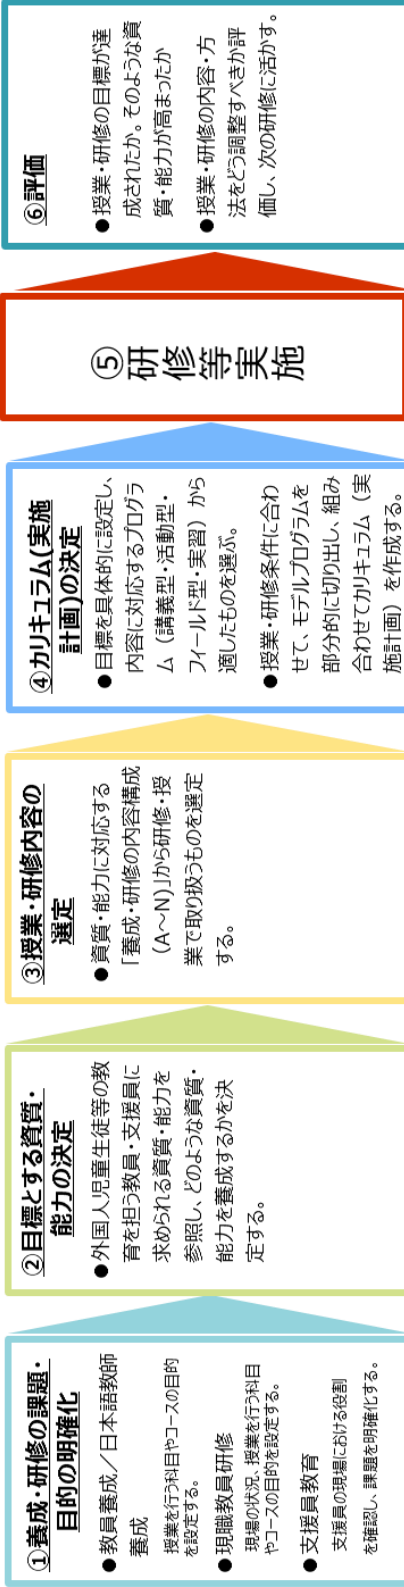 ①養成・研修の課題・
目的の明確化
●教員養成／日本語教師
養成
授業を行う科目やコースの目的
を設定する。
●現職教員研修
現場の状況、授業を行う科目
やコースの目的を設定する。
●支援員教育
支援員の現場における役割
を確認し、課題を明確化する。
②目標とする資質・
能力の決定
●外国人児童生徒等の教
育を担う教員・支援員に
求められる資質・能力を
参照し、どのような資質・
能力を養成するかを決
定する。
③授業・研修内容の
選定
●資質・能力に対応する
「養成・研修の内容構成
（A～N）」から研修・授
業で取り扱うものを選定
する。
④カリキュラム(実施
計画)の決定
●目標を具体的に設定し、
内容に対応するプログラ
ム（講義型・活動型・
フィールド型・実習）から
適したものを選ぶ。
●授業・研修条件に合わ
せて、モデルプログラムを
部分的に切り出し、組み
合わせてカリキュラム（実
施計画）を作成する。
⑤研修等実施
⑥評価
●授業・研修の目標が達
成されたか。そのような資
質・能力が高まったか
●授業・研修の内容・方
法をどう調整すべきか評
価し、次の研修に活かす。